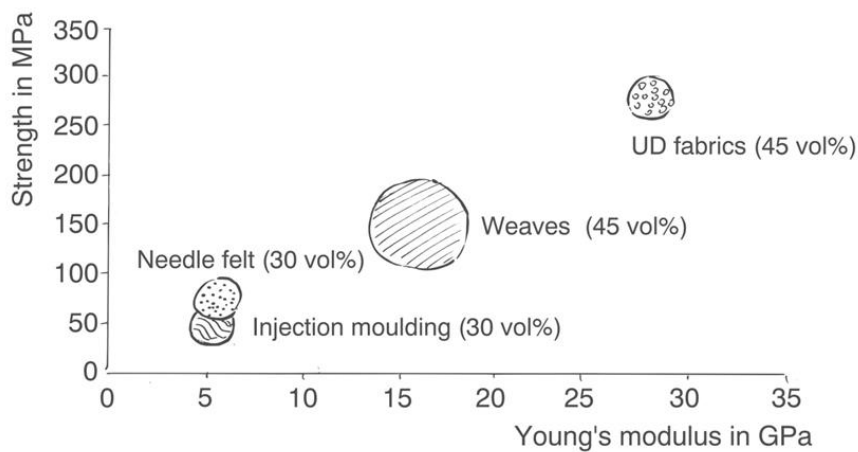 Strength in MPa
350
300
250
200
150
100
50
0
UD fabrics (45 vol%)
Weaves (45 vol%)
Needle felt (30 vol%)
Injection moulding (30 vol%)
0 5 10 15 20 25 30 35
Young's modulus in GPa